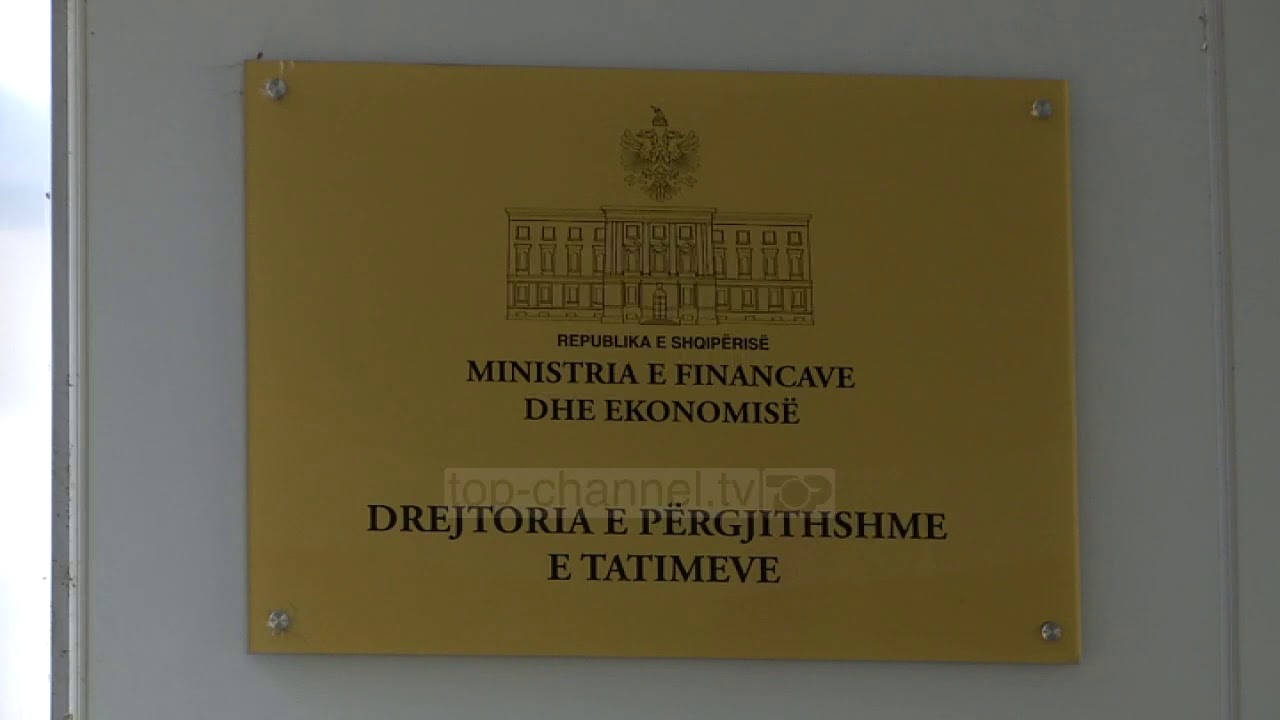 REPUBLIKA E SHQIPËRISË
MINISTRIA E FINANCAVE
DHE EKONOMISË
top-channel.tv
DREJTORIA E PËRGJITHSHME
E TATIMEVE